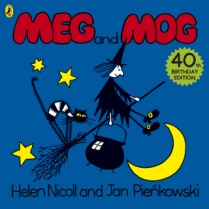 MEG and MOG
40th
BIRTHDAY
EDITION
Helen Nicoll and Jan Pieńkowski